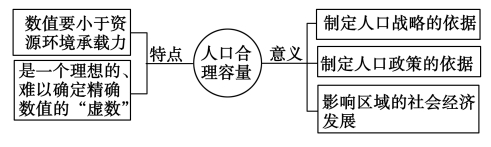 数值要小于资
源环境承载力
是一个理想的、
难以确定精确
数值的“虚数”
特点
人口合
理容量
意义
制定人口战略的依据
制定人口政策的依据
影响区域的社会经济
发展